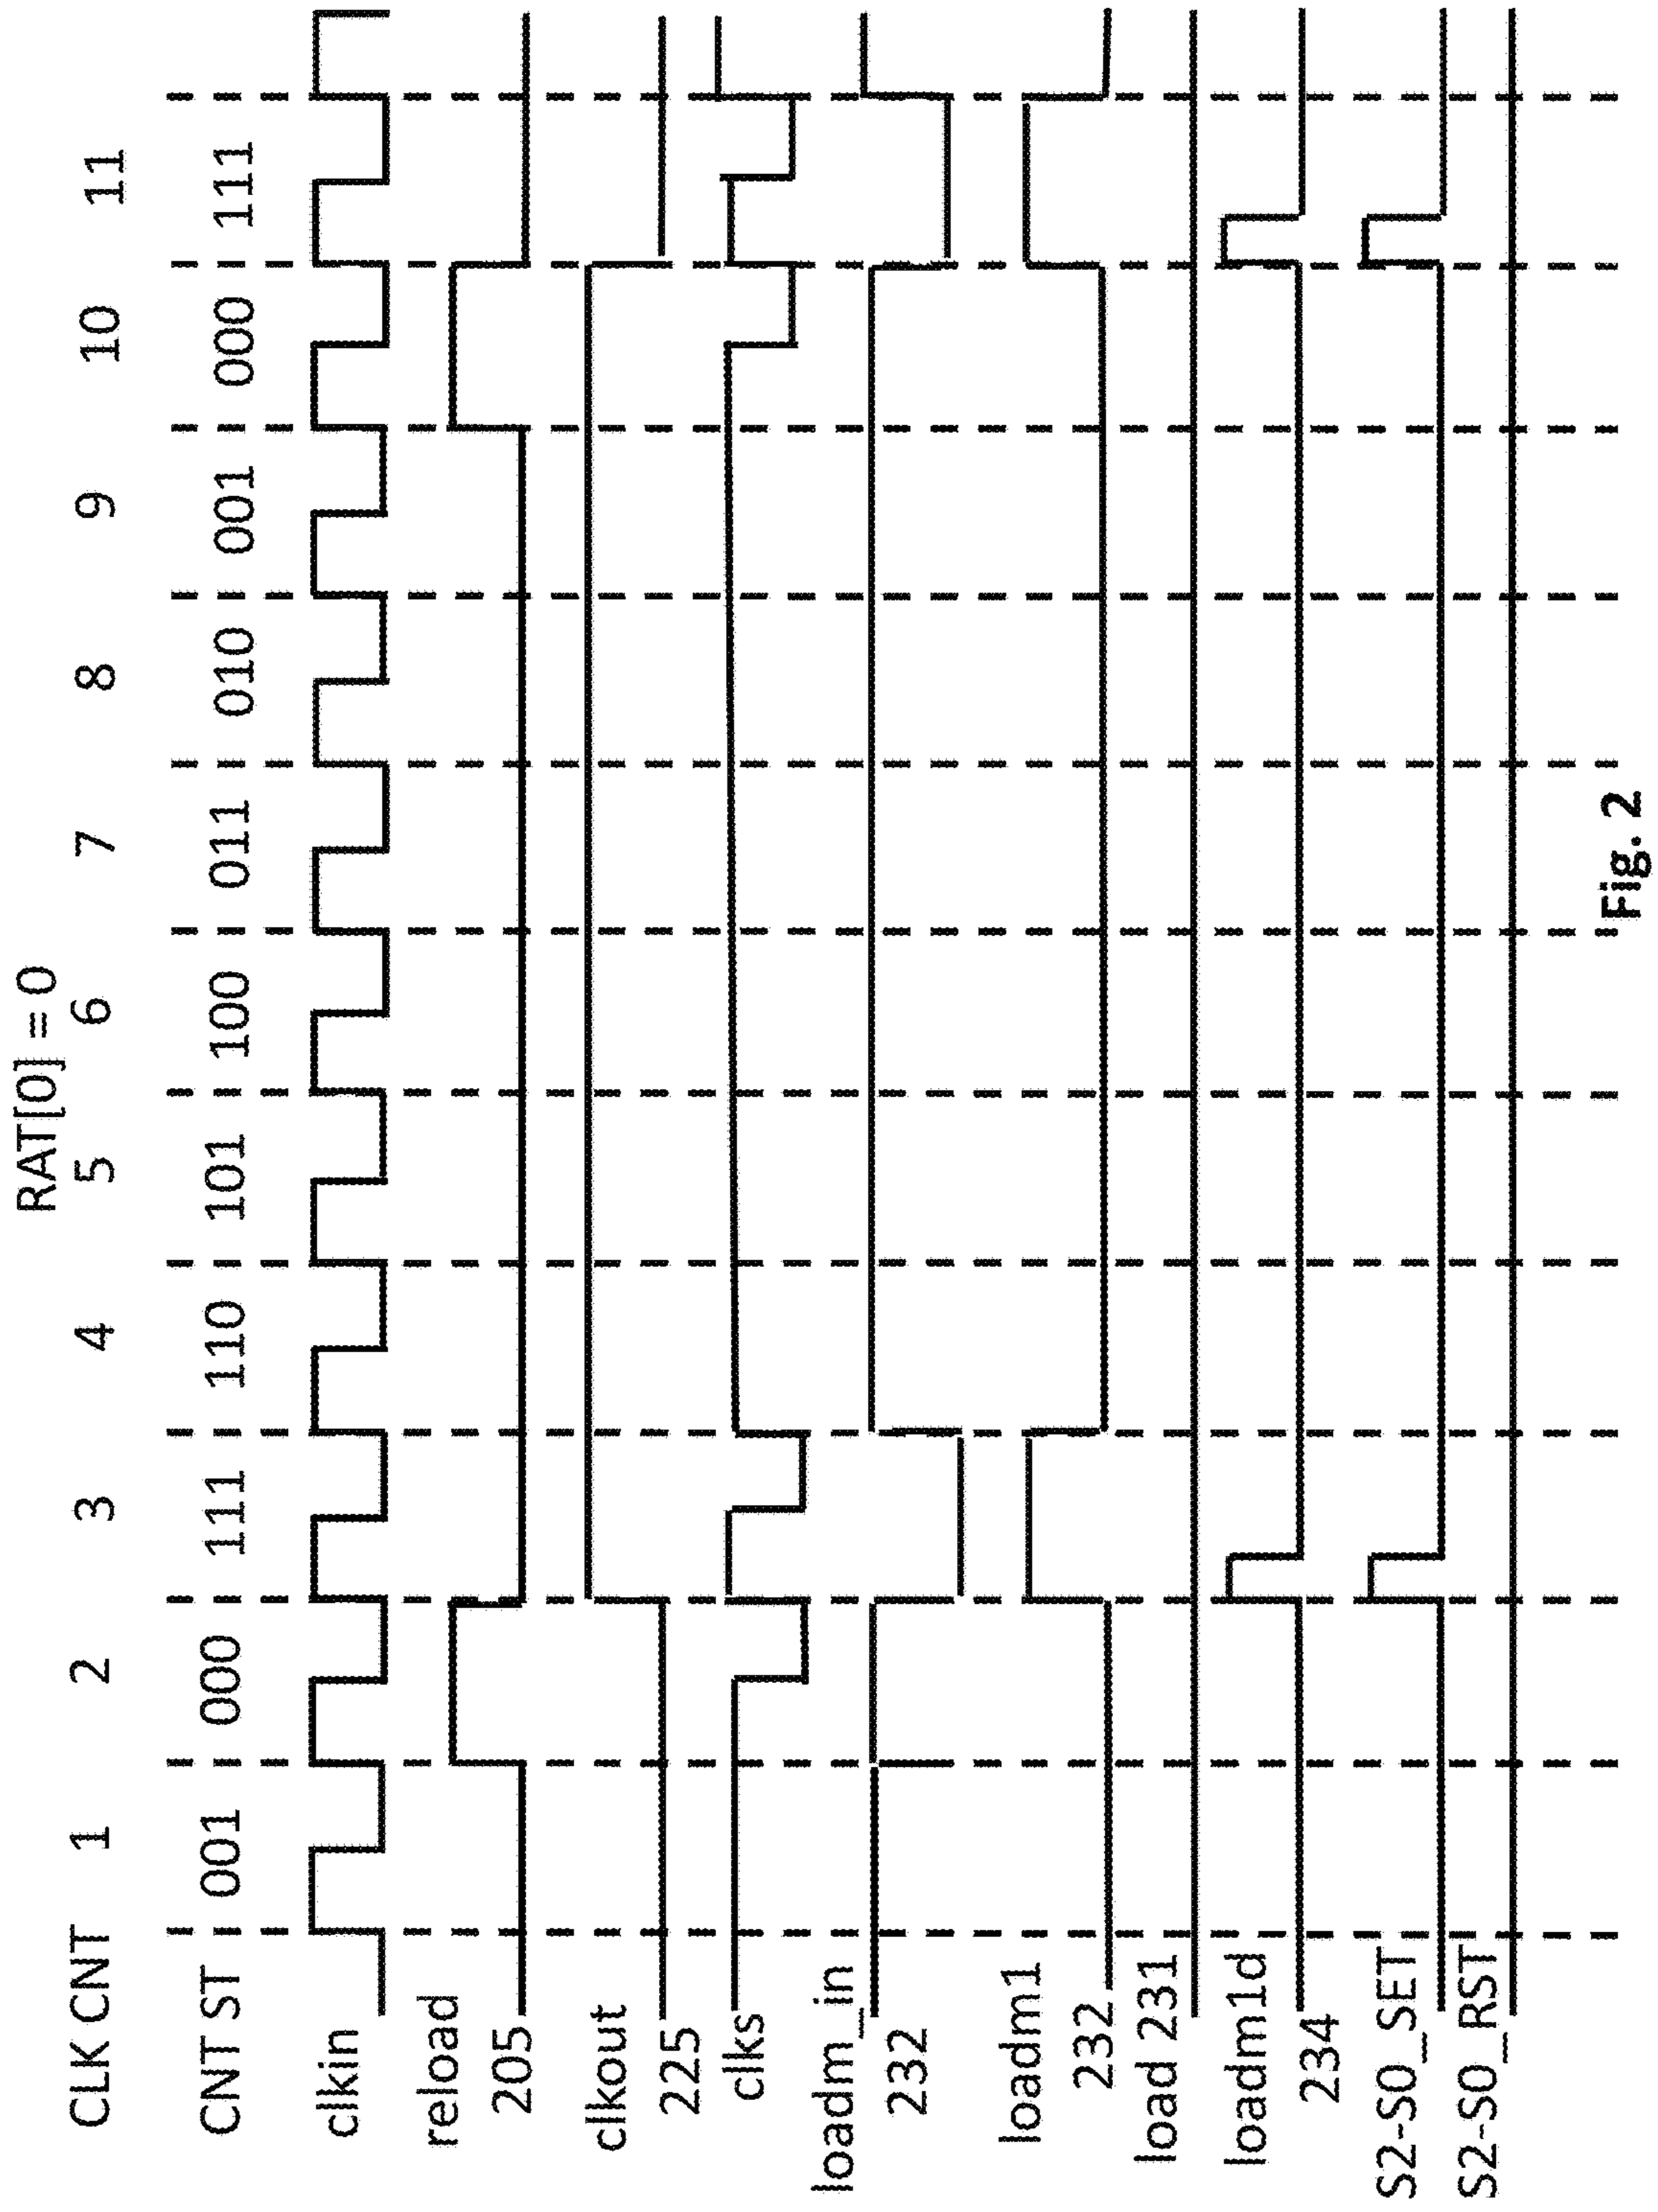 RAT[0] = 0
CLK CNT 1 2 3 4 5 6 7 8 9 10 11
CNT ST 001 000 111 110 101 100 011 010 001 000 111
clkin
reload
205
clkout
225
clks
loadm_in
232
loadm1
232
load 231
loadm1d
234
S2-S0_SET
S2-S0_RST
Fig. 2